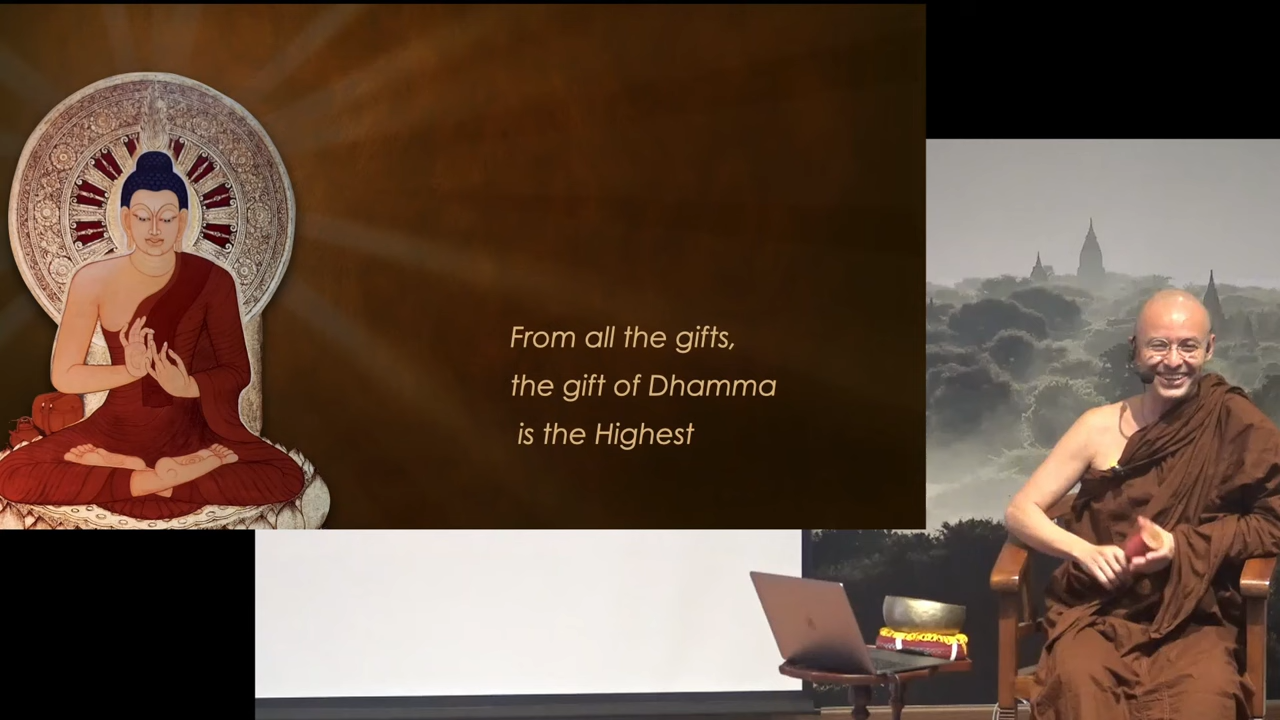 From all the gifts,
the gift of Dhamma
is the Highest